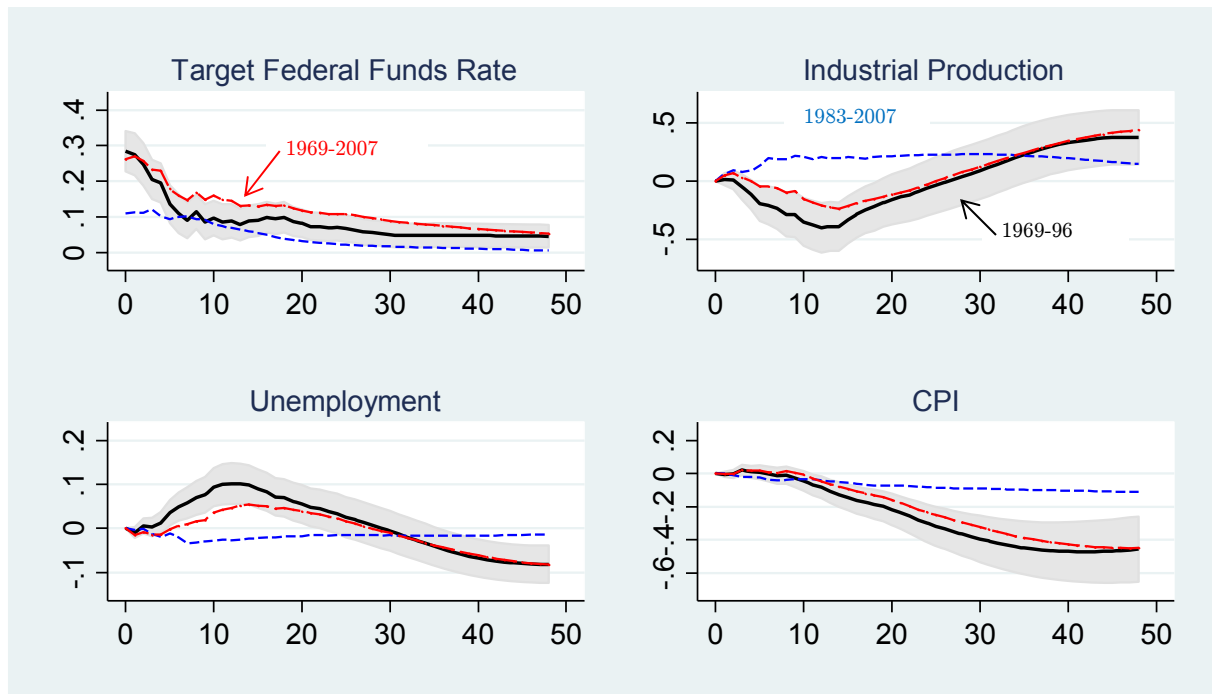 Target Federal Funds Rate
.4
.3
.2
.1
0
1969-2007
0 10 20 30 40 50
Industrial Production
.5
0
-.5
1983-2007
1969-96
0 10 20 30 40 50
Unemployment
.2
.1
0
-.1
0 10 20 30 40 50
CPI
.2
0
-.2
-.4
-.6
0 10 20 30 40 50